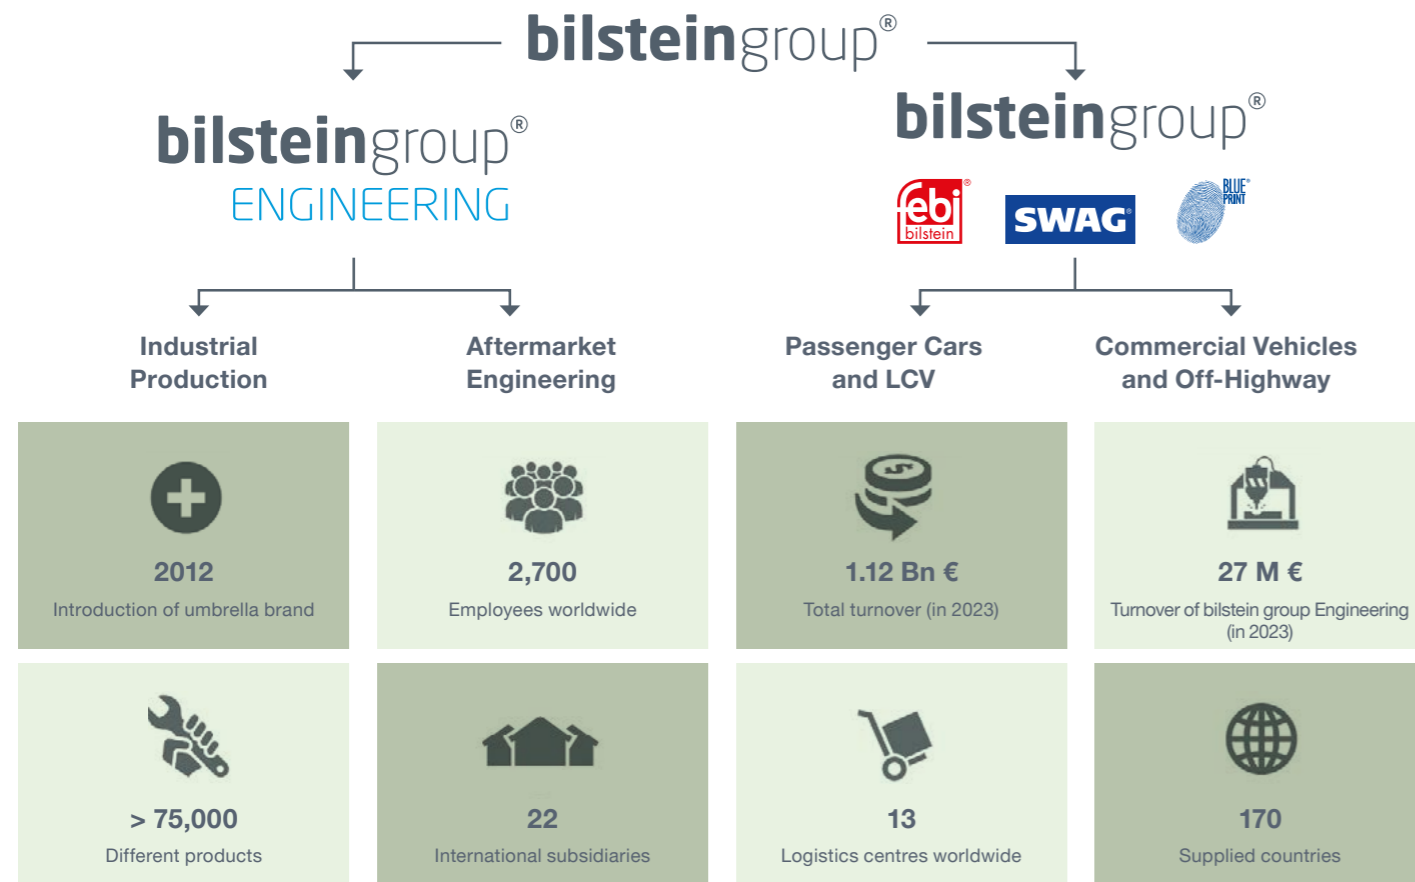 bilsteingroup®
bilsteingroup®
ENGINEERING
bilsteingroup®
febi®
bilstein
SWAG®
BLUE®
PRINT
Industrial
Production
Aftermarket
Engineering
Passenger Cars
and LCV
Commercial Vehicles
and Off-Highway
2012
Introduction of umbrella brand
2,700
Employees worldwide
1.12 Bn €
Total turnover (in 2023)
27 M €
Turnover of bilstein group Engineering
(in 2023)
> 75,000
Different products
22
International subsidiaries
13
Logistics centres worldwide
170
Supplied countries